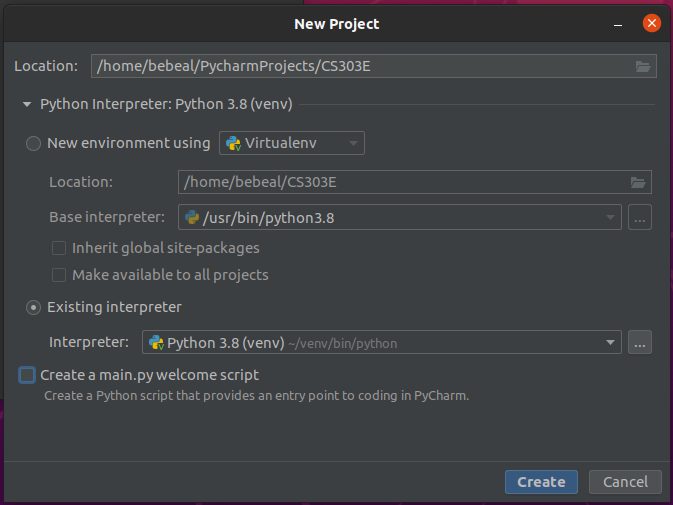 New Project
Location: /home/bebeal/PycharmProjects/CS303E
Python Interpreter: Python 3.8 (venv)
New environment using Virtualenv
Location: /home/bebeal/CS303E
Base interpreter: /usr/bin/python3.8 ...
Inherit global site-packages
Make available to all projects
Existing interpreter
Interpreter: Python 3.8 (venv) ~/venv/bin/python ...
Create a main.py welcome script
Create a Python script that provides an entry point to coding in PyCharm.
Create Cancel